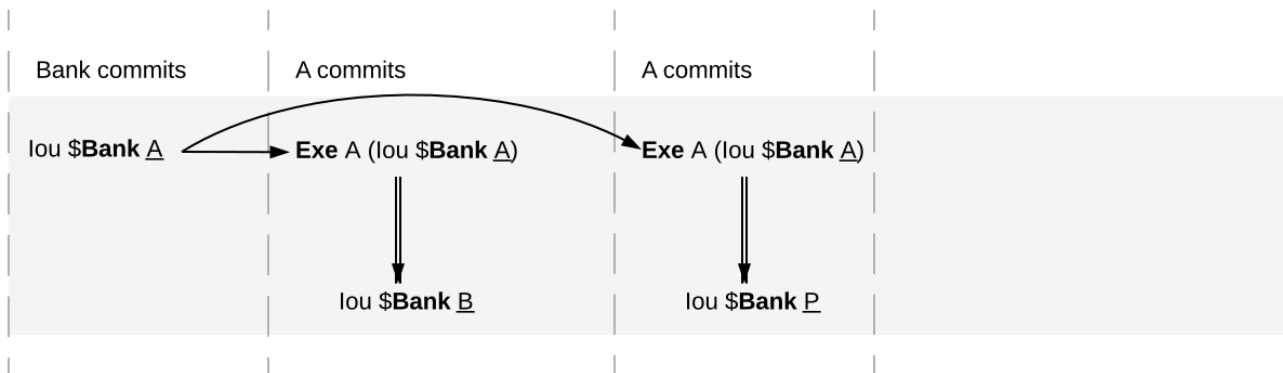 Bank commits
A commits
A commits
Iou $Bank A
Exe A (Iou $Bank A)
Exe A (Iou $Bank A)
Iou $Bank B
Iou $Bank P